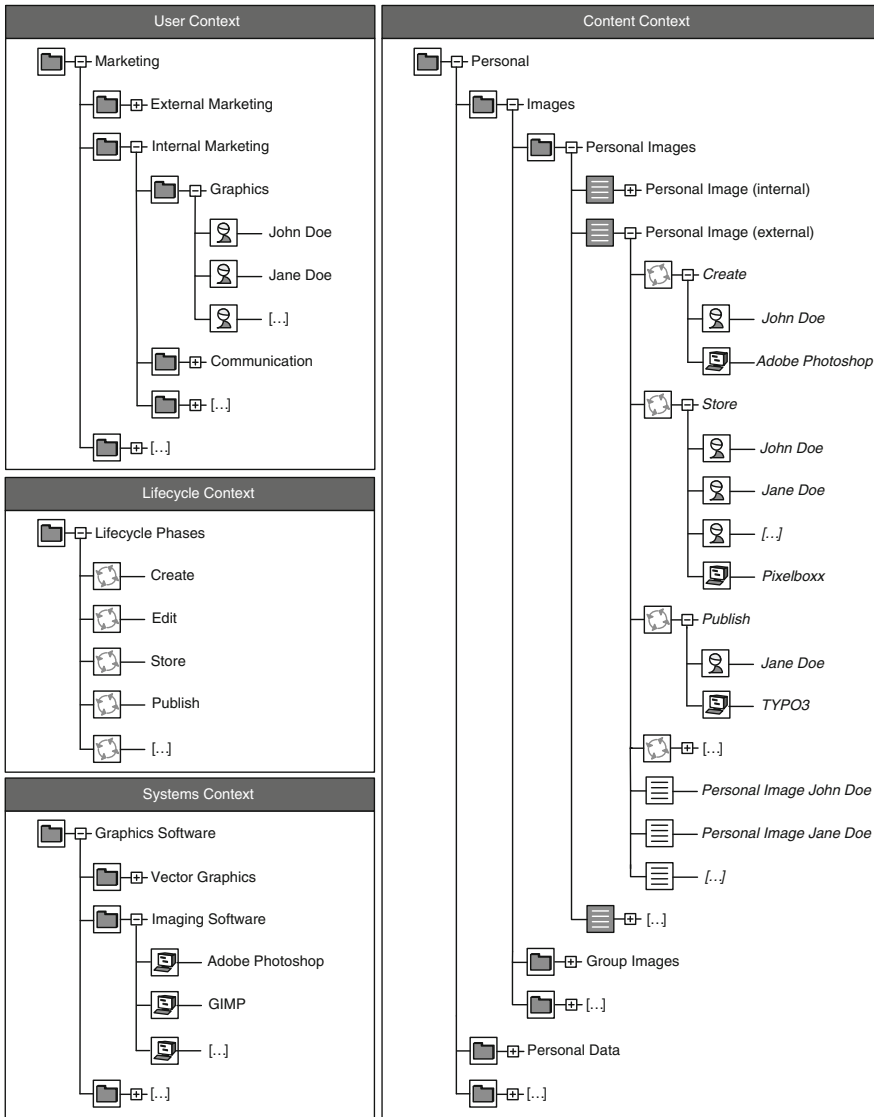 User Context
Marketing
External Marketing
Internal Marketing
Graphics
John Doe
Jane Doe
[...]
Communication
[...]
[...]
Lifecycle Context
Lifecycle Phases
Create
Edit
Store
Publish
[...]
Systems Context
Graphics Software
Vector Graphics
Imaging Software
Adobe Photoshop
GIMP
[...]
[...]
Content Context
Personal
Images
Personal Images
Personal Image (internal)
Personal Image (external)
Create
John Doe
Adobe Photoshop
Store
John Doe
Jane Doe
[...]
Pixelboxx
Publish
Jane Doe
TYPO3
[...]
Personal Image John Doe
Personal Image Jane Doe
[...]
[...]
Group Images
[...]
Personal Data
[...]